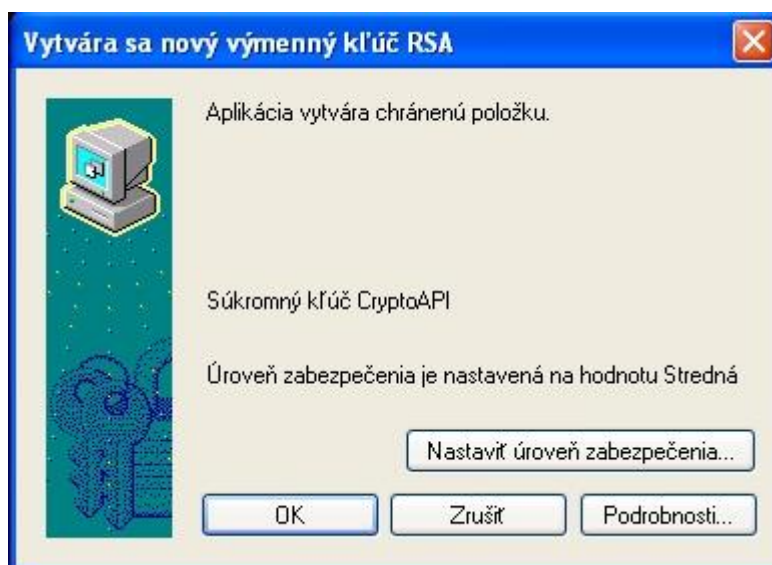 Vytvára sa nový výmenný kľúč RSA
Aplikácia vytvára chránenú položku.
Súkromný kľúč CryptoAPI
Úroveň zabezpečenia je nastavená na hodnotu Stredná
Nastaviť úroveň zabezpečenia...
OK Zrušiť Podrobnosti...